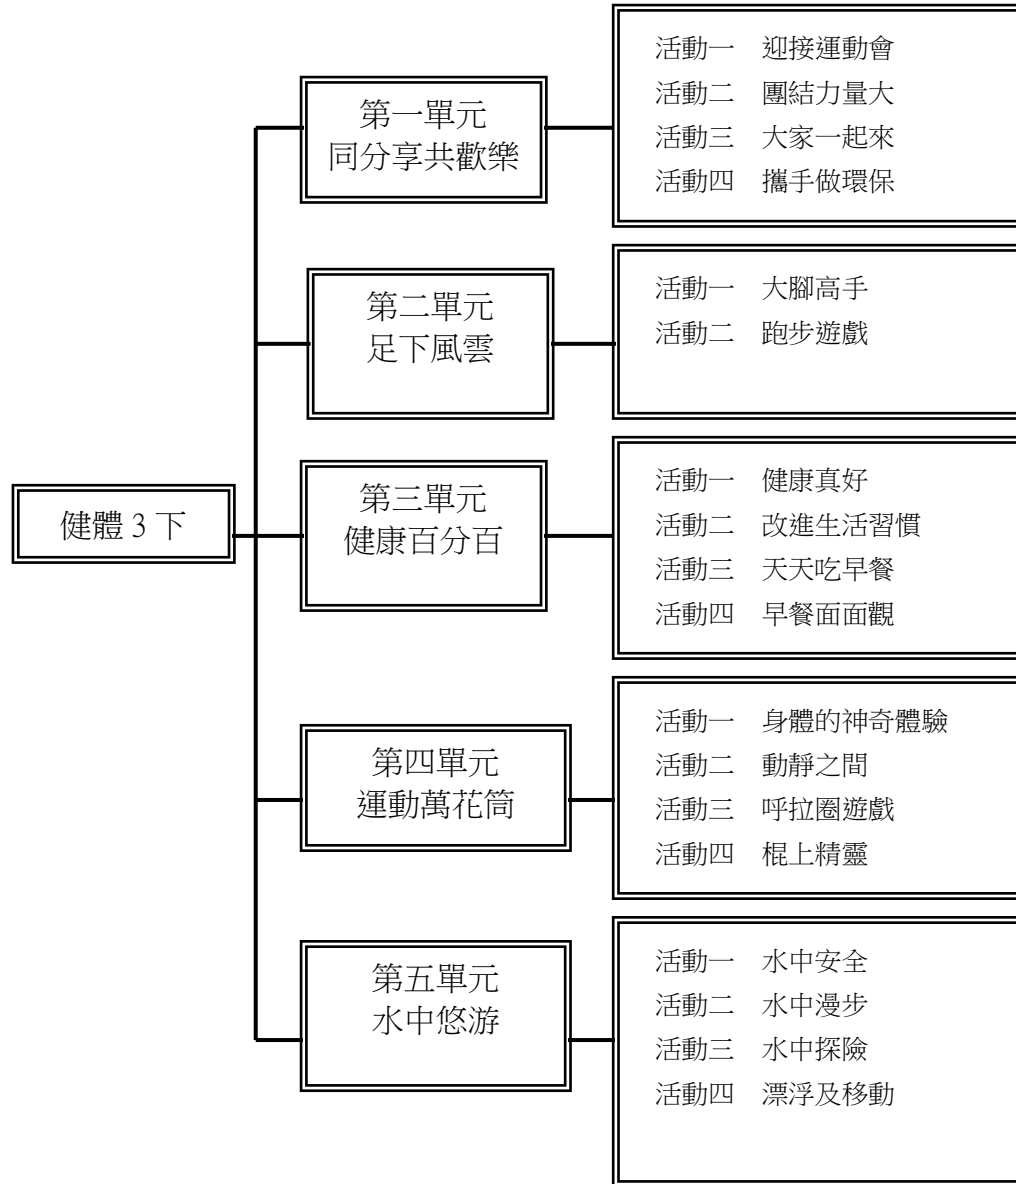 健體 3 下
第一單元
同分享共歡樂
活動一 迎接運動會
活動二 團結力量大
活動三 大家一起來
活動四 攜手做環保
第二單元
足下風雲
活動一 大腳高手
活動二 跑步遊戲
第三單元
健康百分百
活動一 健康真好
活動二 改進生活習慣
活動三 天天吃早餐
活動四 早餐面面觀
第四單元
運動萬花筒
活動一 身體的神奇體驗
活動二 動靜之間
活動三 呼拉圈遊戲
活動四 棍上精靈
第五單元
水中悠游
活動一 水中安全
活動二 水中漫步
活動三 水中探險
活動四 漂浮及移動